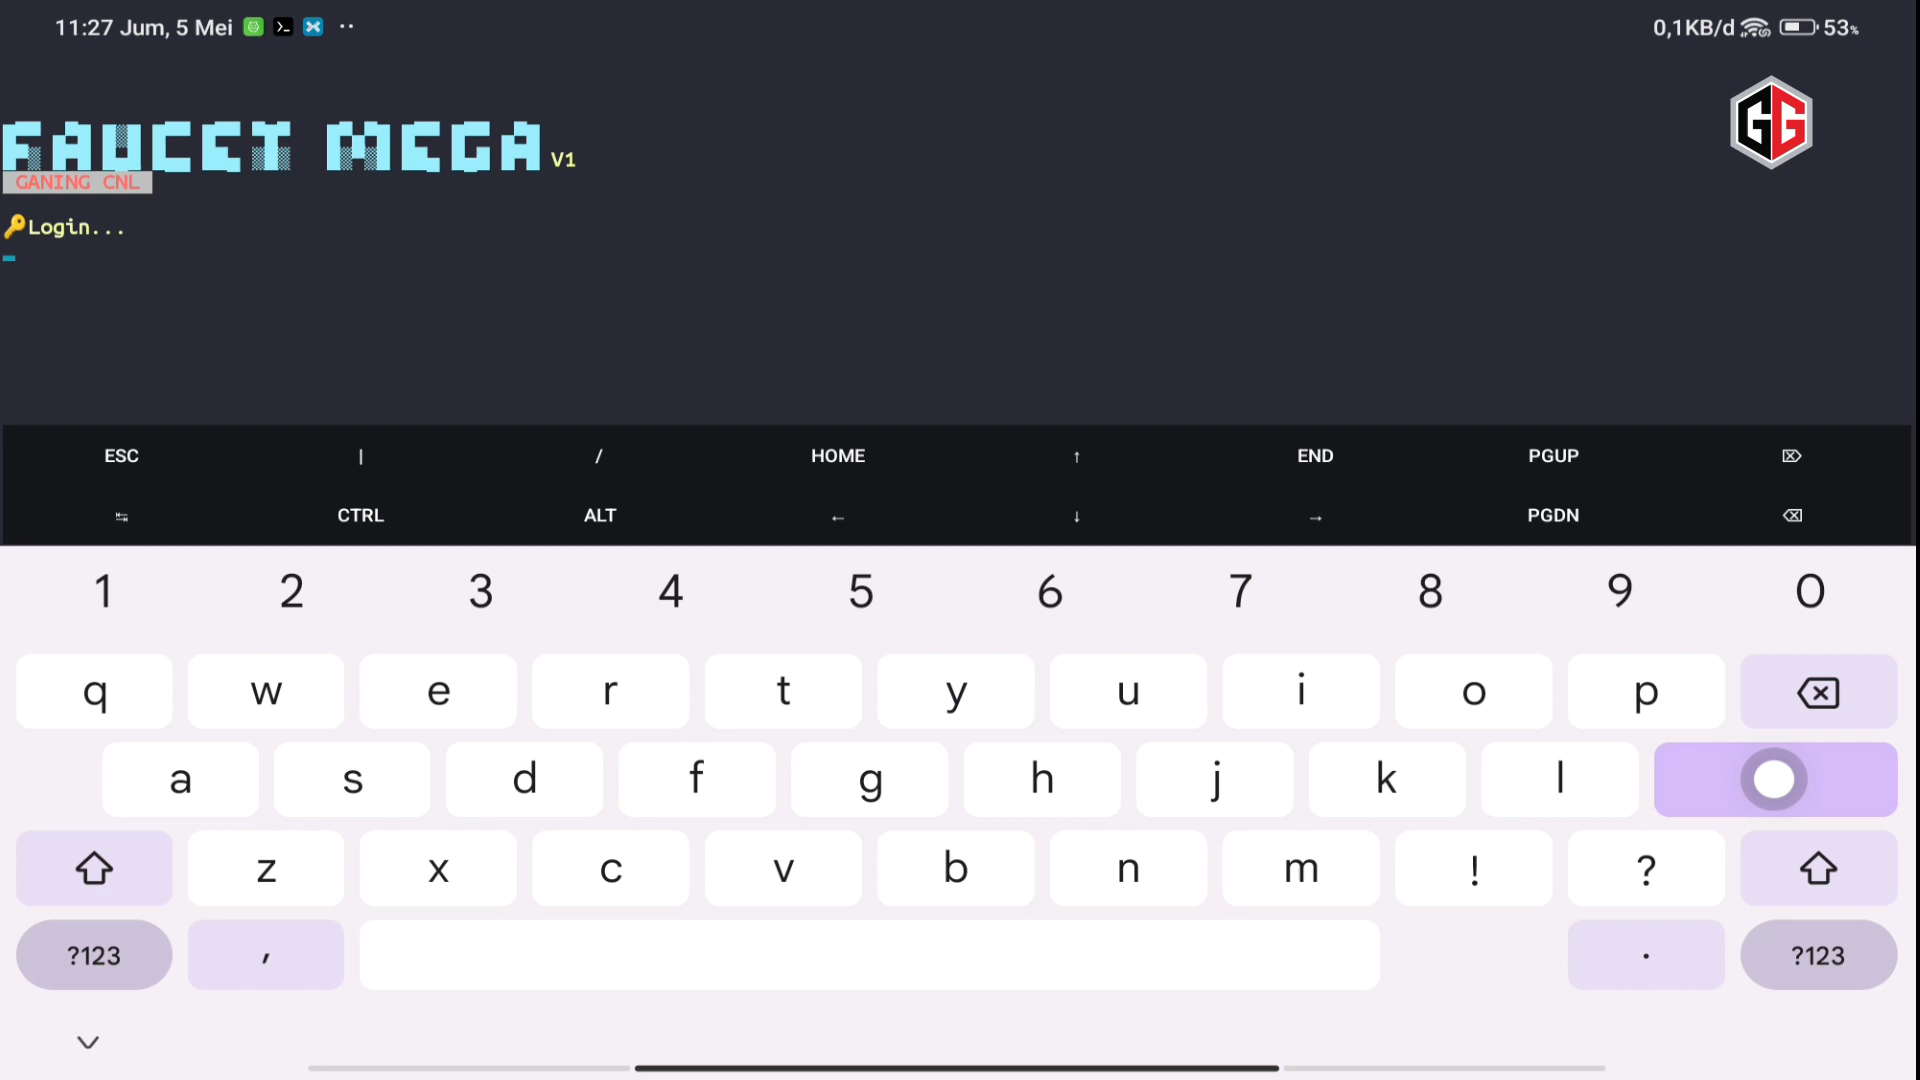 11:27 Jum, 5 Mei
0,1KB/d 53%
FAUCET MEGA V1
GG
GANING CNL
🔑Login...
ESC | / HOME ↑ END PGUP ⌦
↹ CTRL ALT ← ↓ → PGDN ⌫
1 2 3 4 5 6 7 8 9 0
q w e r t y u i o p
a s d f g h j k l
z x c v b n m ! ?
?123 , . ?123